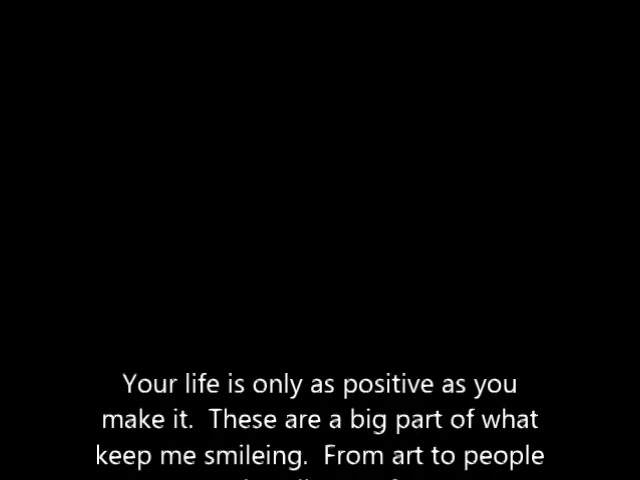 Your life is only as positive as you
make it.  These are a big part of what
keep me smileing.  From art to people